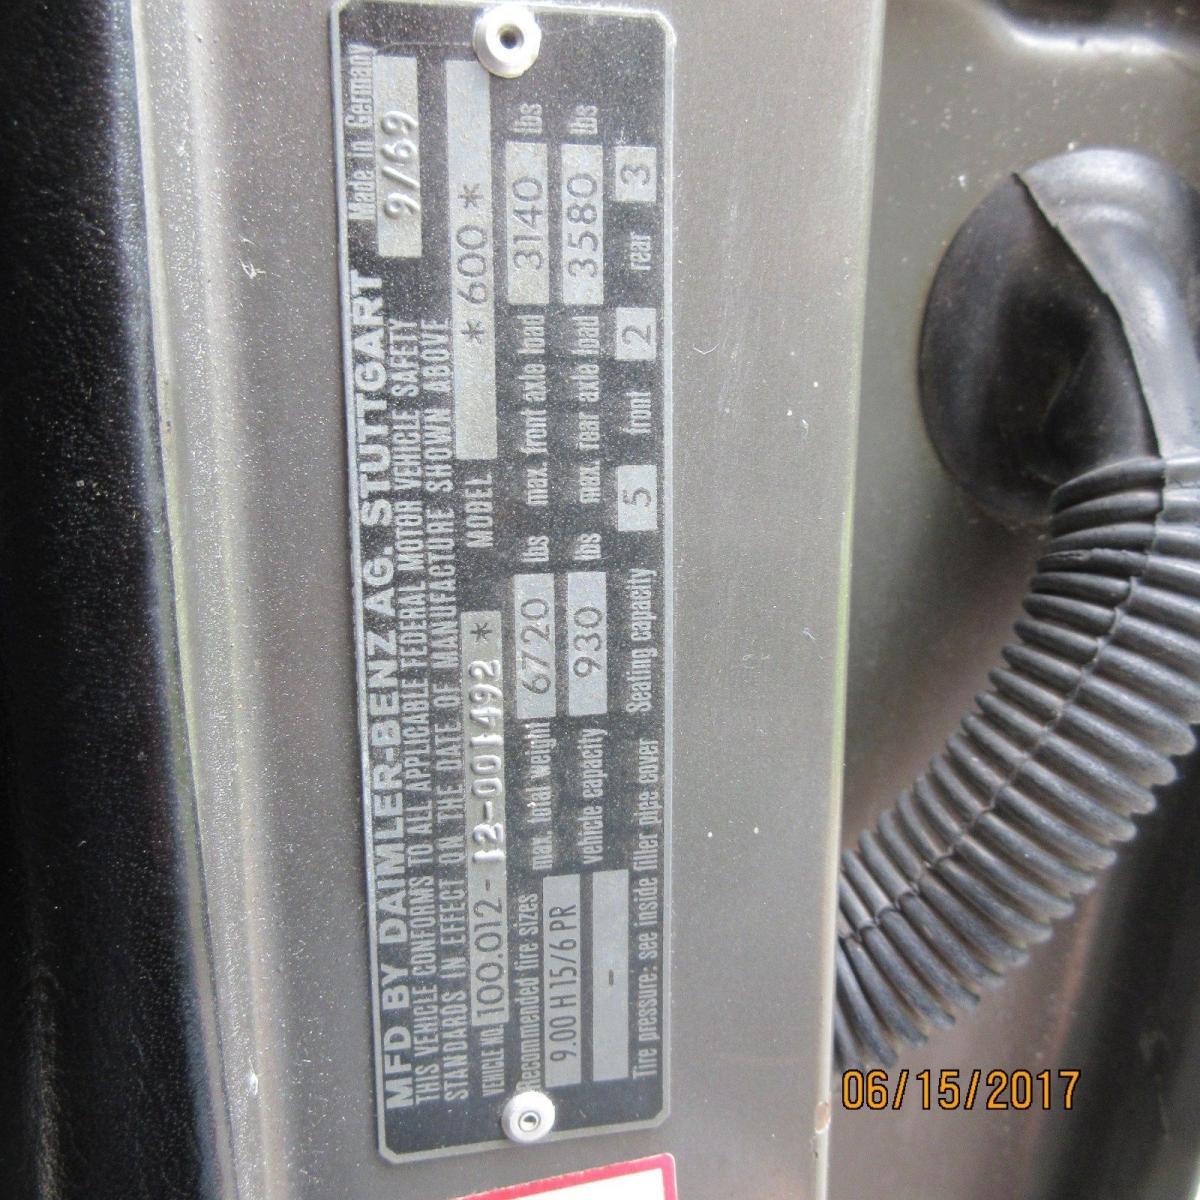 MFD BY DAIMLER-BENZ AG. STUTTGART Made in Germany
THIS VEHICLE CONFORMS TO ALL APPLICABLE FEDERAL MOTOR VEHICLE SAFETY 9/69
STANDARDS IN EFFECT ON THE DATE OF MANUFACTURE SHOWN ABOVE
VEHICLE NO. 100.012-12-001492 * MODEL * 600 *
Recommended tire sizes max. total weight 6720 lbs max. front axle load 3140 lbs
9.00 H 15/6 PR vehicle capacity 930 lbs max. rear axle load 3580 lbs
- Seating capacity 5 front 2 rear 3
Tire pressure: see inside filler pipe cover
06/15/2017